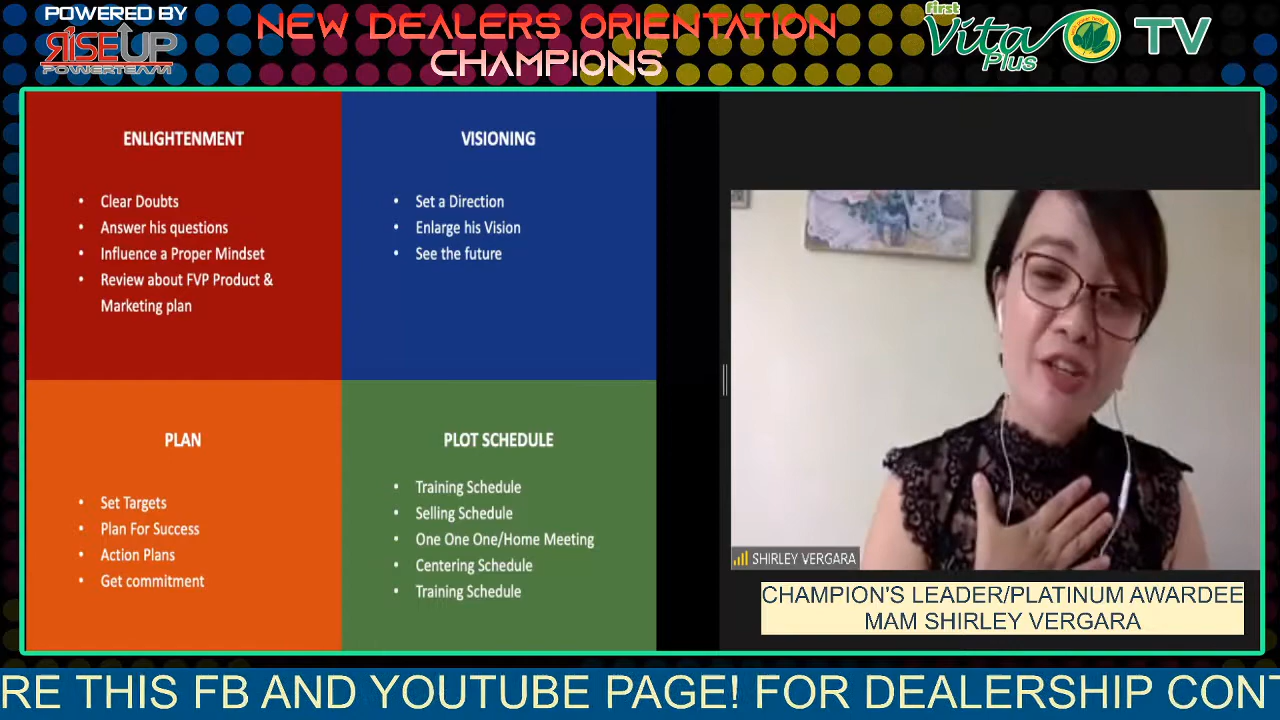 POWERED BY
RISEUP
POWERTEAM
NEW DEALERS ORIENTATION
CHAMPIONS
first
Vita
Plus
TV
ENLIGHTENMENT
• Clear Doubts
• Answer his questions
• Influence a Proper Mindset
• Review about FVP Product &
Marketing plan
VISIONING
• Set a Direction
• Enlarge his Vision
• See the future
PLAN
• Set Targets
• Plan For Success
• Action Plans
• Get commitment
PLOT SCHEDULE
• Training Schedule
• Selling Schedule
• One One One/Home Meeting
• Centering Schedule
• Training Schedule
SHIRLEY VERGARA
CHAMPION'S LEADER/PLATINUM AWARDEE
MAM SHIRLEY VERGARA
RE THIS FB AND YOUTUBE PAGE! FOR DEALERSHIP CONT